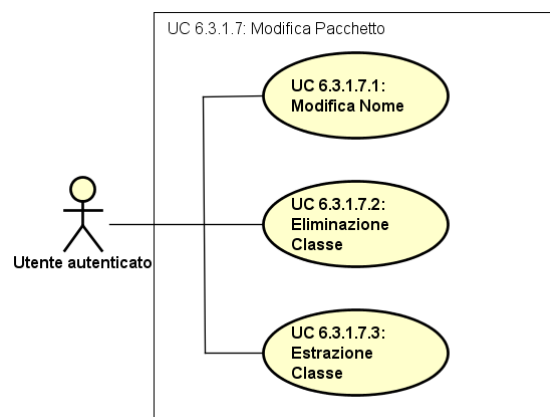 UC 6.3.1.7: Modifica Pacchetto
UC 6.3.1.7.1:
Modifica Nome
UC 6.3.1.7.2:
Eliminazione
Classe
Utente autenticato
UC 6.3.1.7.3:
Estrazione
Classe